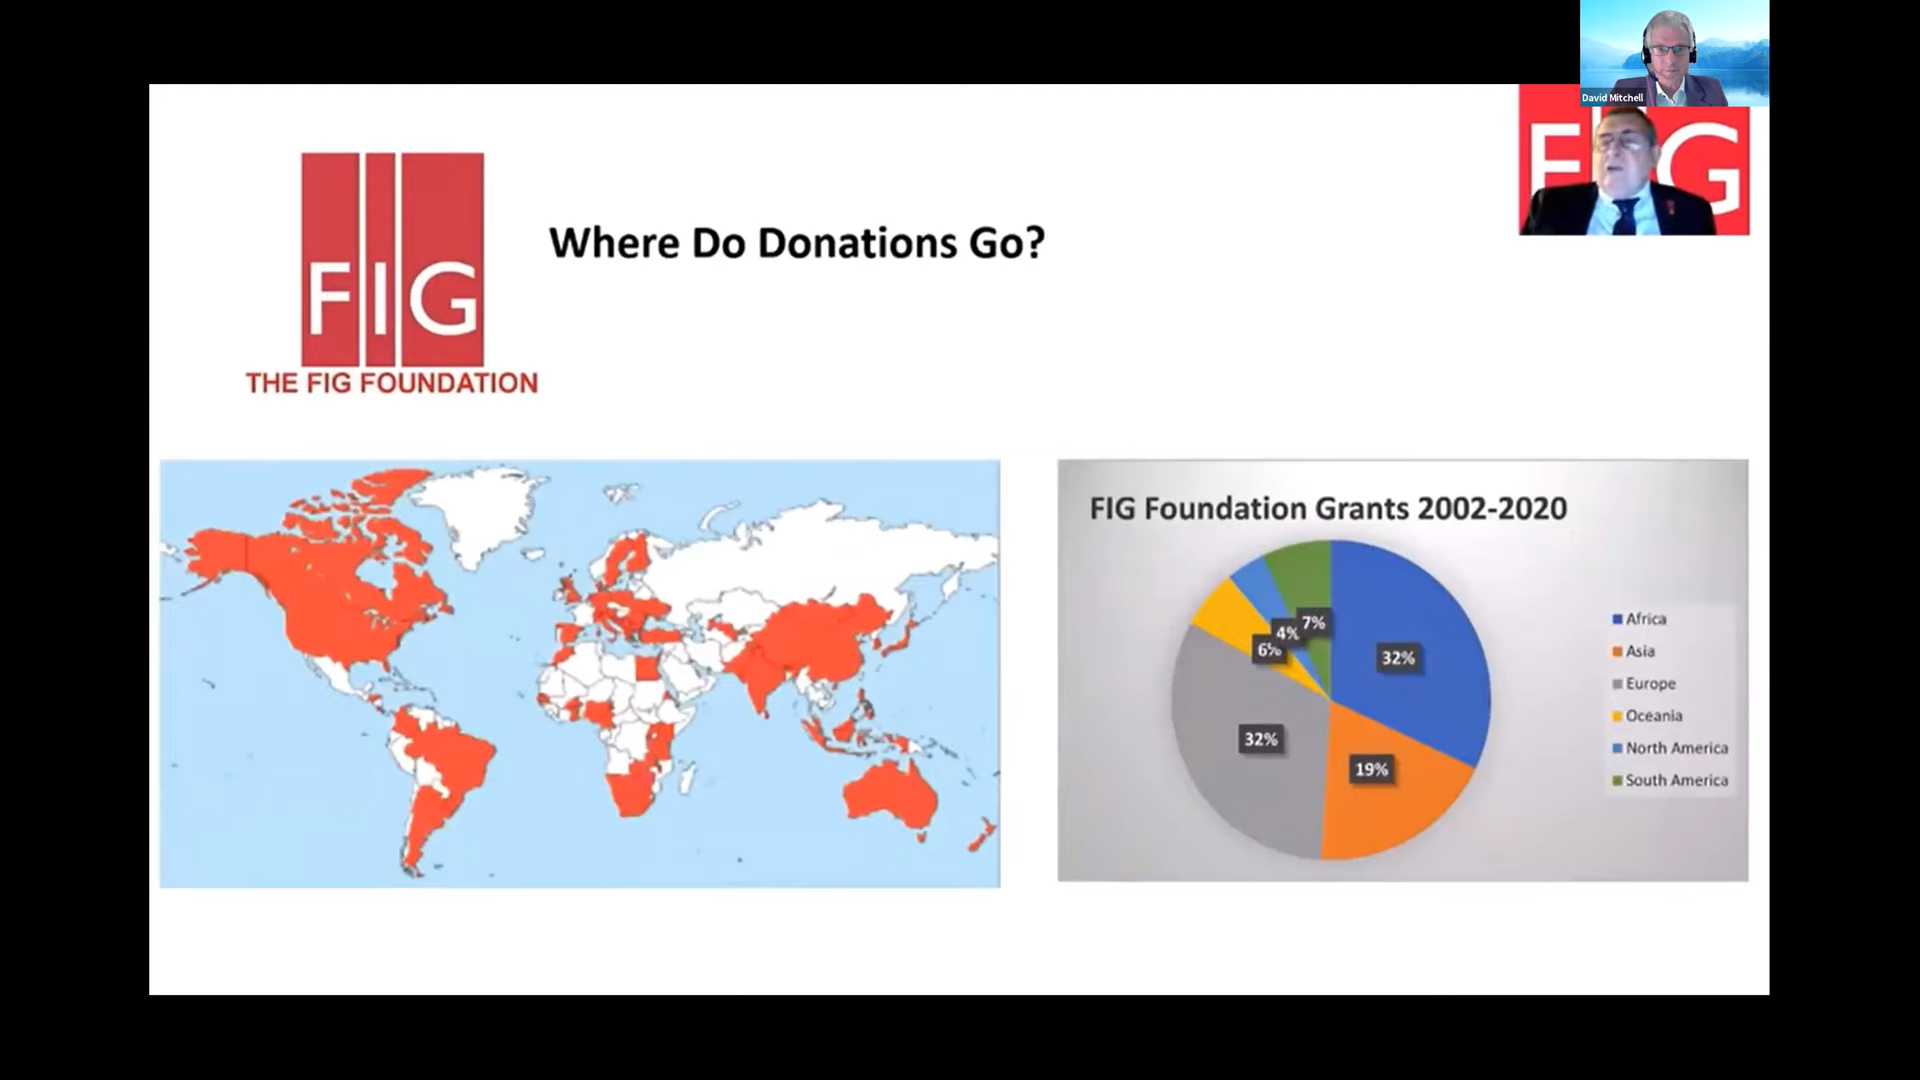 David Mitchell
F G
FIG
THE FIG FOUNDATION
Where Do Donations Go?
FIG Foundation Grants 2002-2020
7%
4%
6%
32%
32%
19%
Africa
Asia
Europe
Oceania
North America
South America